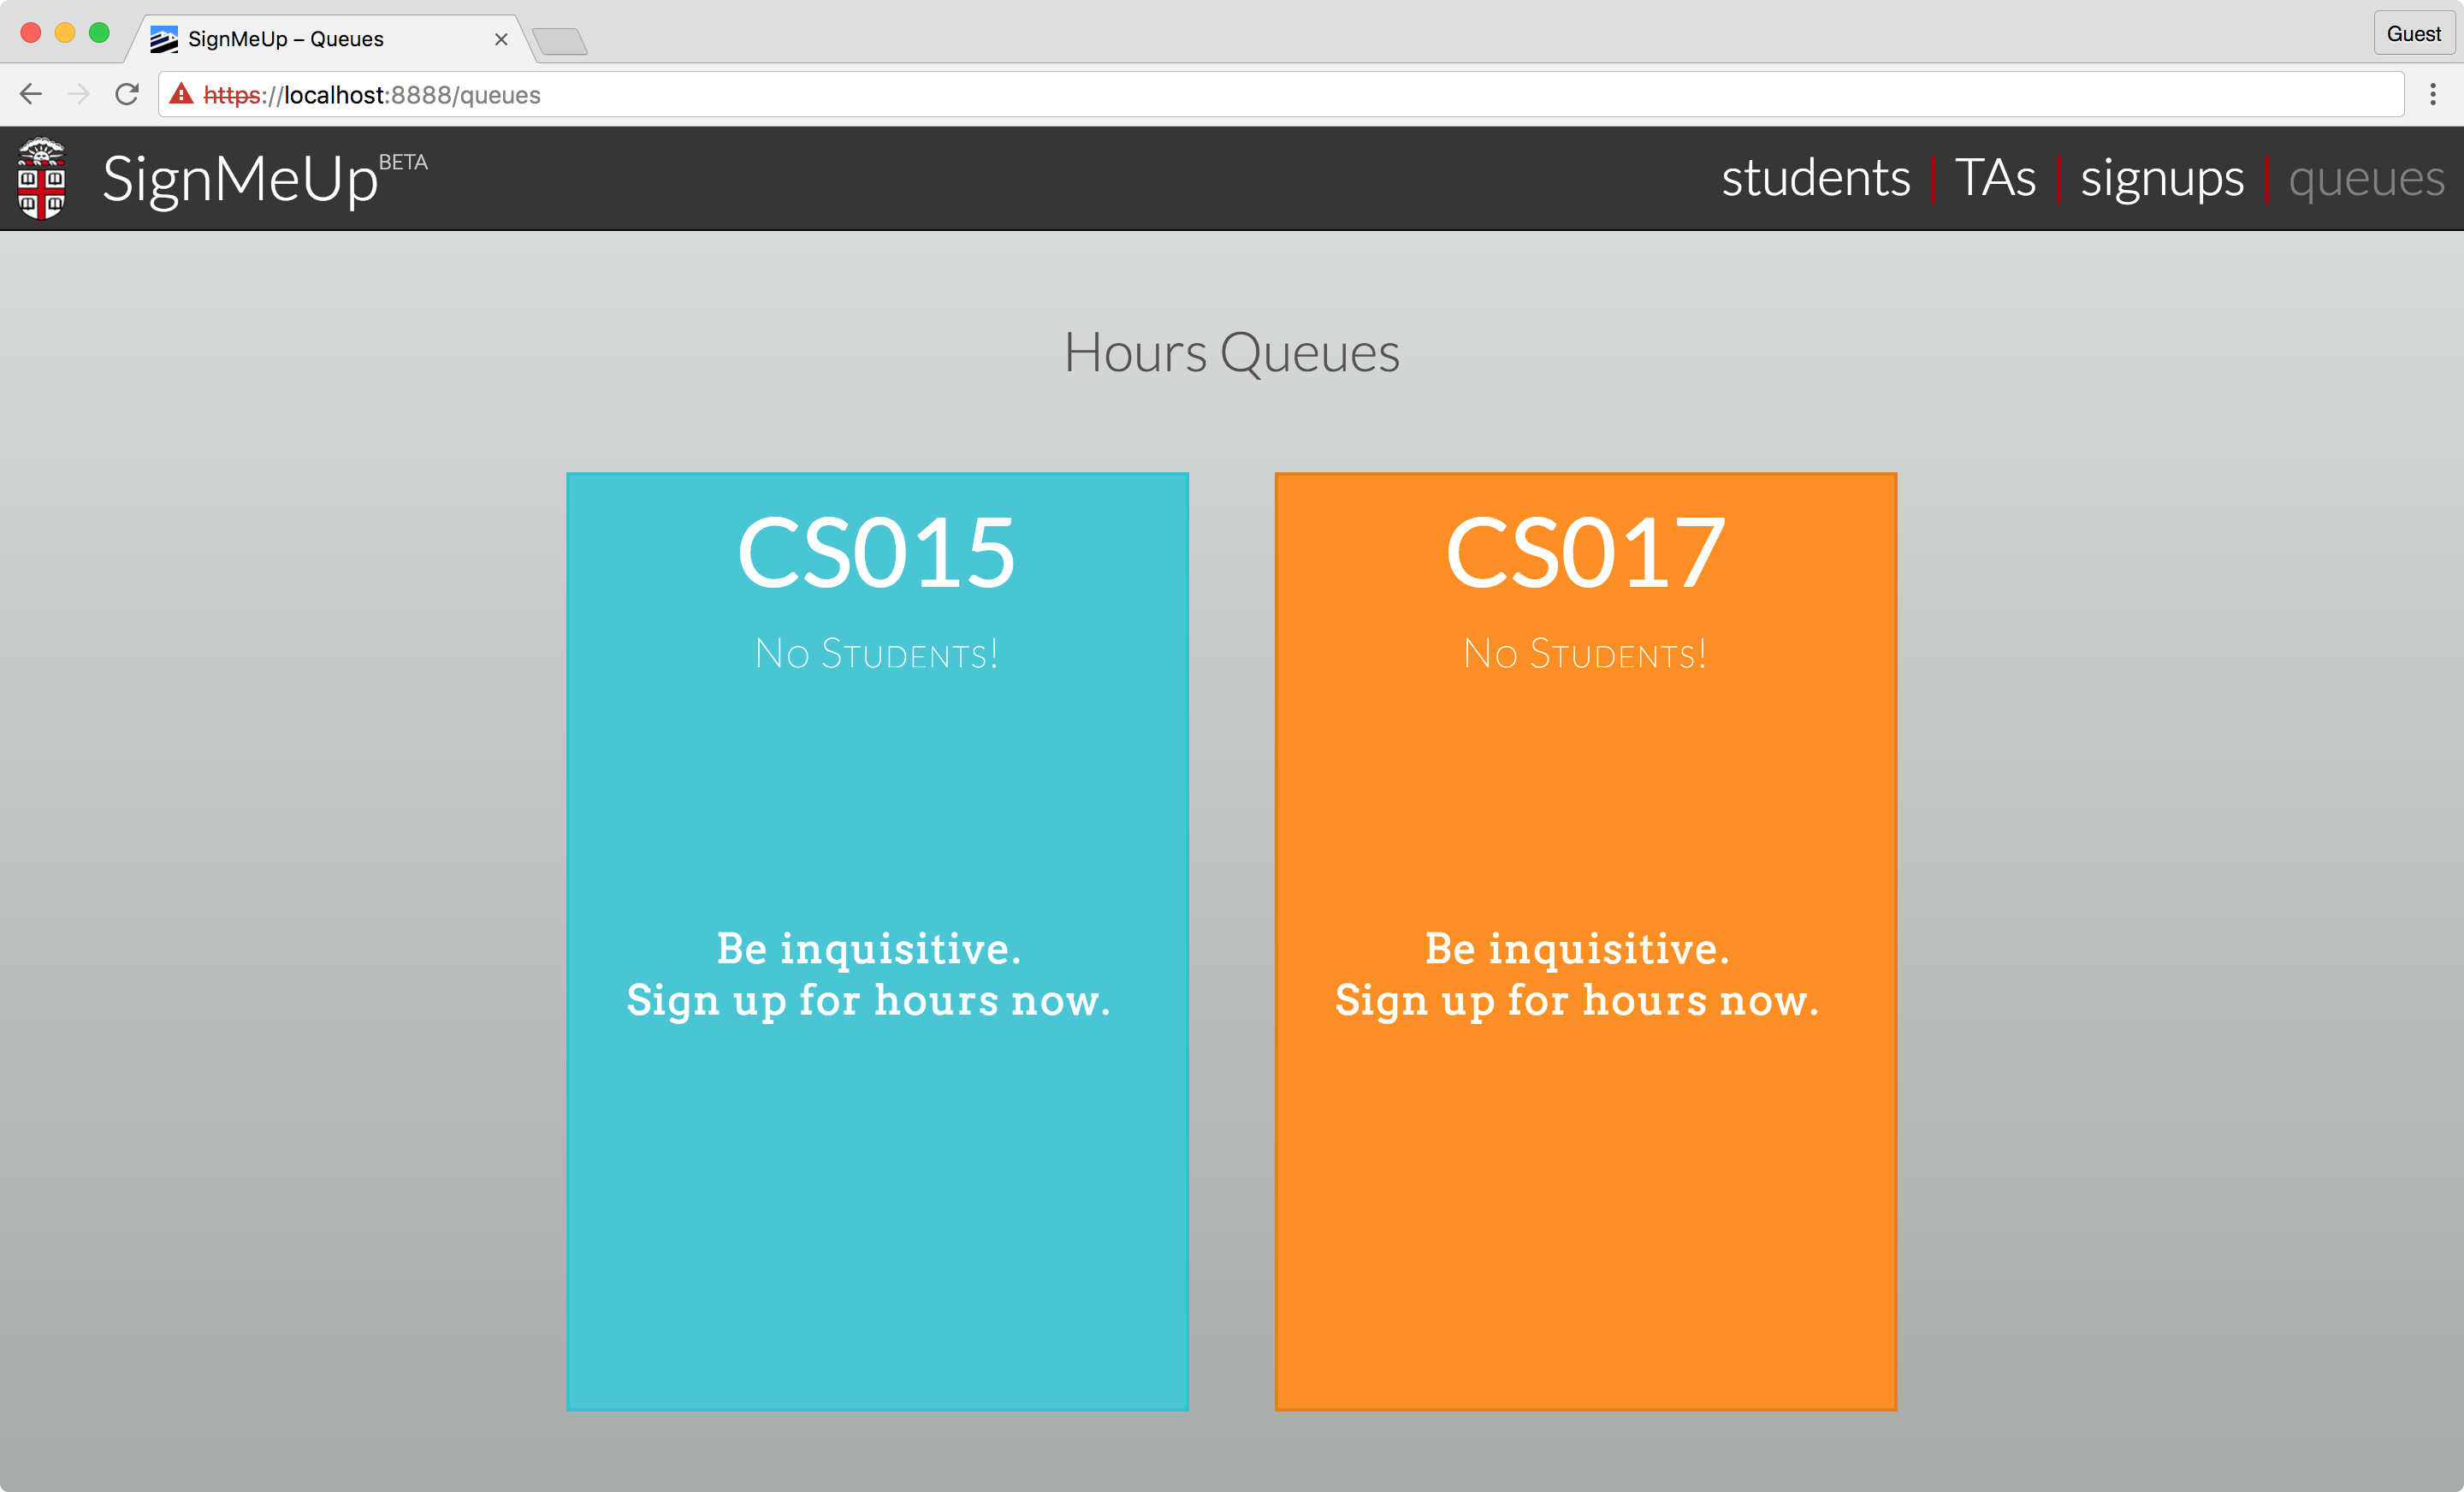 SignMeUp – Queues
Guest
https://localhost:8888/queues
SignMeUp BETA
students | TAs | signups | queues
Hours Queues
CS015
No Students!
Be inquisitive.
Sign up for hours now.
CS017
No Students!
Be inquisitive.
Sign up for hours now.